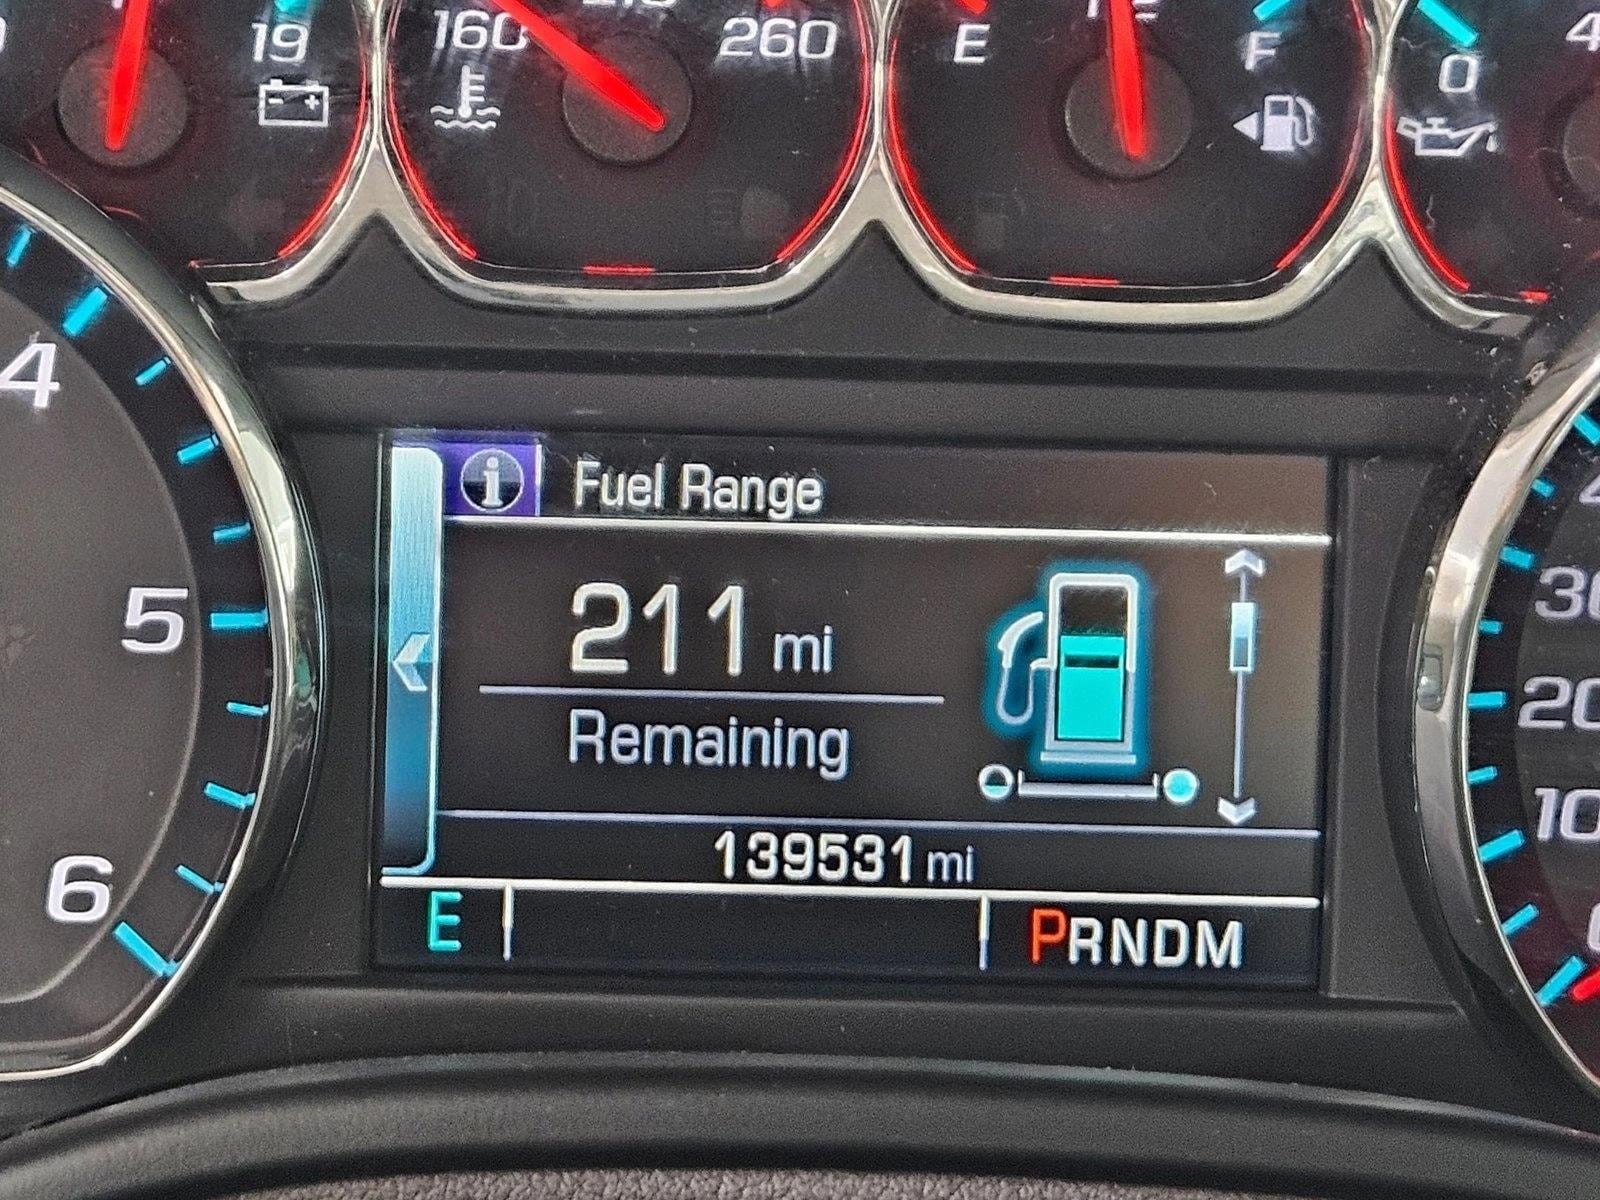 19
160
260
E
F
0
4
5
6
Fuel Range
211 mi
Remaining
139531 mi
E
PRNDM